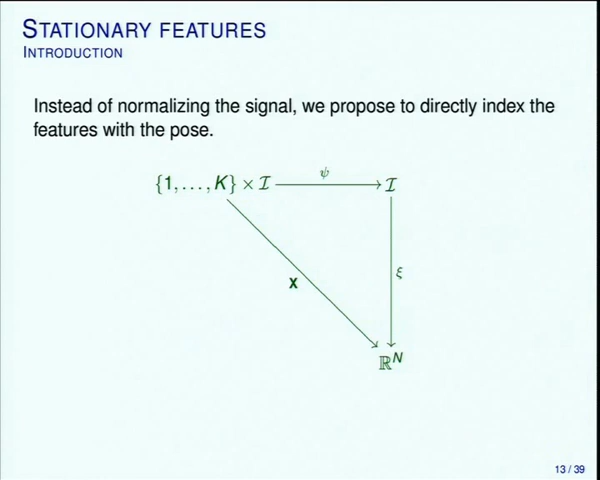 STATIONARY FEATURES
INTRODUCTION
Instead of normalizing the signal, we propose to directly index the
features with the pose.
{1, . . . , K} × ℐ
ψ
ℐ
X
ξ
ℝᴺ
13 / 39